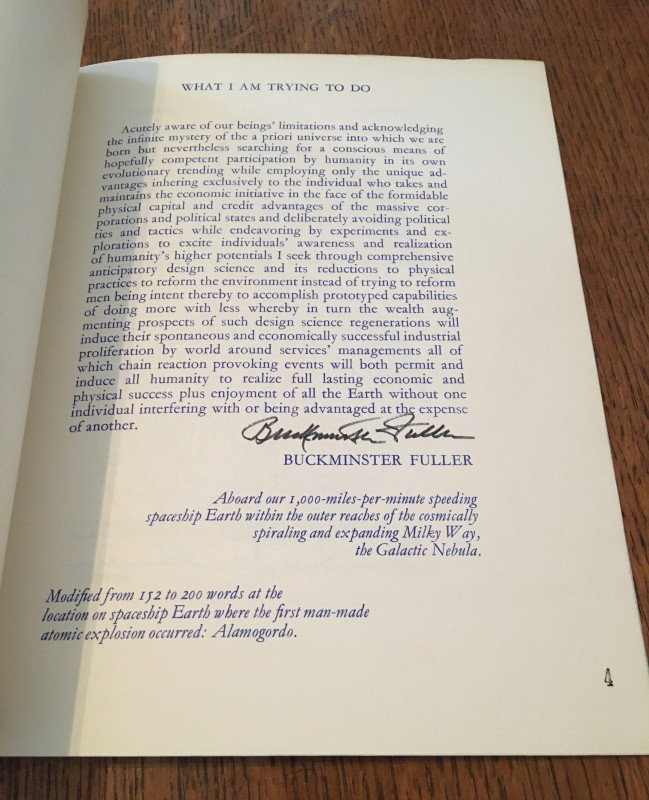 WHAT I AM TRYING TO DO
Acutely aware of our beings' limitations and acknowledging
the infinite mystery of the a priori universe into which we are
born but nevertheless searching for a conscious means of
hopefully competent participation by humanity in its own
evolutionary trending while employing only the unique ad-
vantages inhering exclusively to the individual who takes and
maintains the economic initiative in the face of the formidable
physical capital and credit advantages of the massive cor-
porations and political states and deliberately avoiding political
ties and tactics while endeavoring by experiments and ex-
plorations to excite individuals' awareness and realization
of humanity's higher potentials I seek through comprehensive
anticipatory design science and its reductions to physical
practices to reform the environment instead of trying to reform
men being intent thereby to accomplish prototyped capabilities
of doing more with less whereby in turn the wealth aug-
menting prospects of such design science regenerations will
induce their spontaneous and economically successful industrial
proliferation by world around services' managements all of
which chain reaction provoking events will both permit and
induce all humanity to realize full lasting economic and
physical success plus enjoyment of all the Earth without one
individual interfering with or being advantaged at the expense
of another.
Buckminster Fuller
BUCKMINSTER FULLER
Aboard our 1,000-miles-per-minute speeding
spaceship Earth within the outer reaches of the cosmically
spiraling and expanding Milky Way,
the Galactic Nebula.
Modified from 152 to 200 words at the
location on spaceship Earth where the first man-made
atomic explosion occurred: Alamogordo.
4